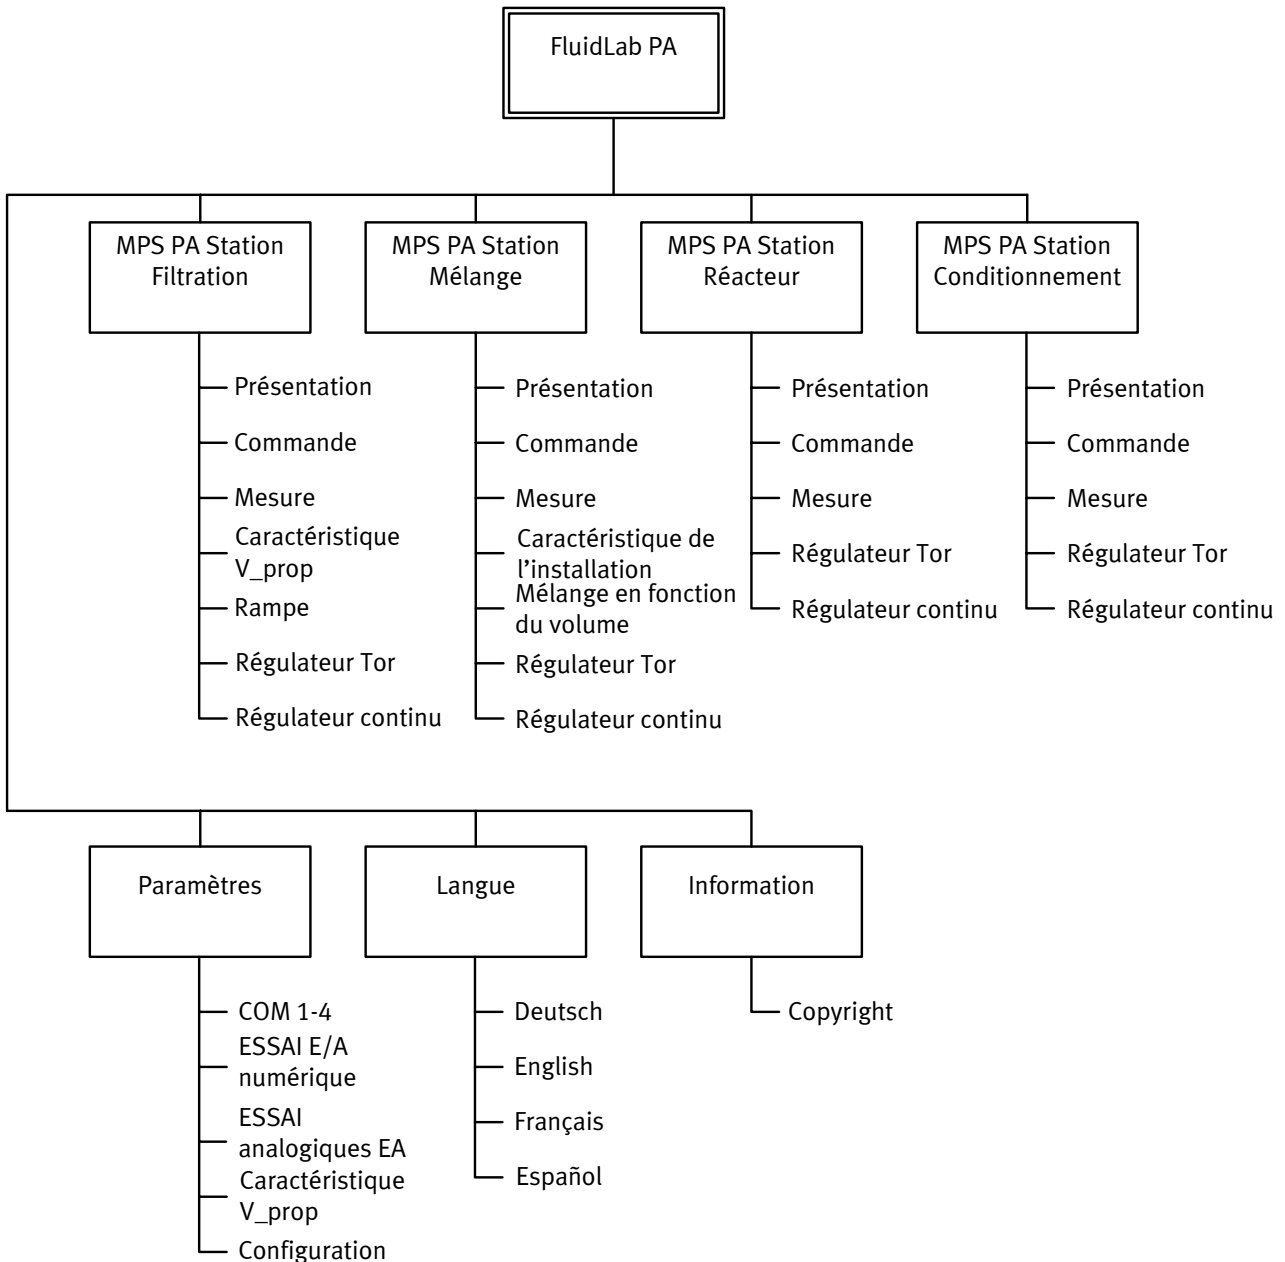 FluidLab PA
MPS PA Station
Filtration
Présentation
Commande
Mesure
Caractéristique
V_prop
Rampe
Régulateur Tor
Régulateur continu
MPS PA Station
Mélange
Présentation
Commande
Mesure
Caractéristique de
l'installation
Mélange en fonction
du volume
Régulateur Tor
Régulateur continu
MPS PA Station
Réacteur
Présentation
Commande
Mesure
Régulateur Tor
Régulateur continu
MPS PA Station
Conditionnement
Présentation
Commande
Mesure
Régulateur Tor
Régulateur continu
Paramètres
COM 1-4
ESSAI E/A
numérique
ESSAI
analogiques EA
Caractéristique
V_prop
Configuration
Langue
Deutsch
English
Français
Español
Information
Copyright